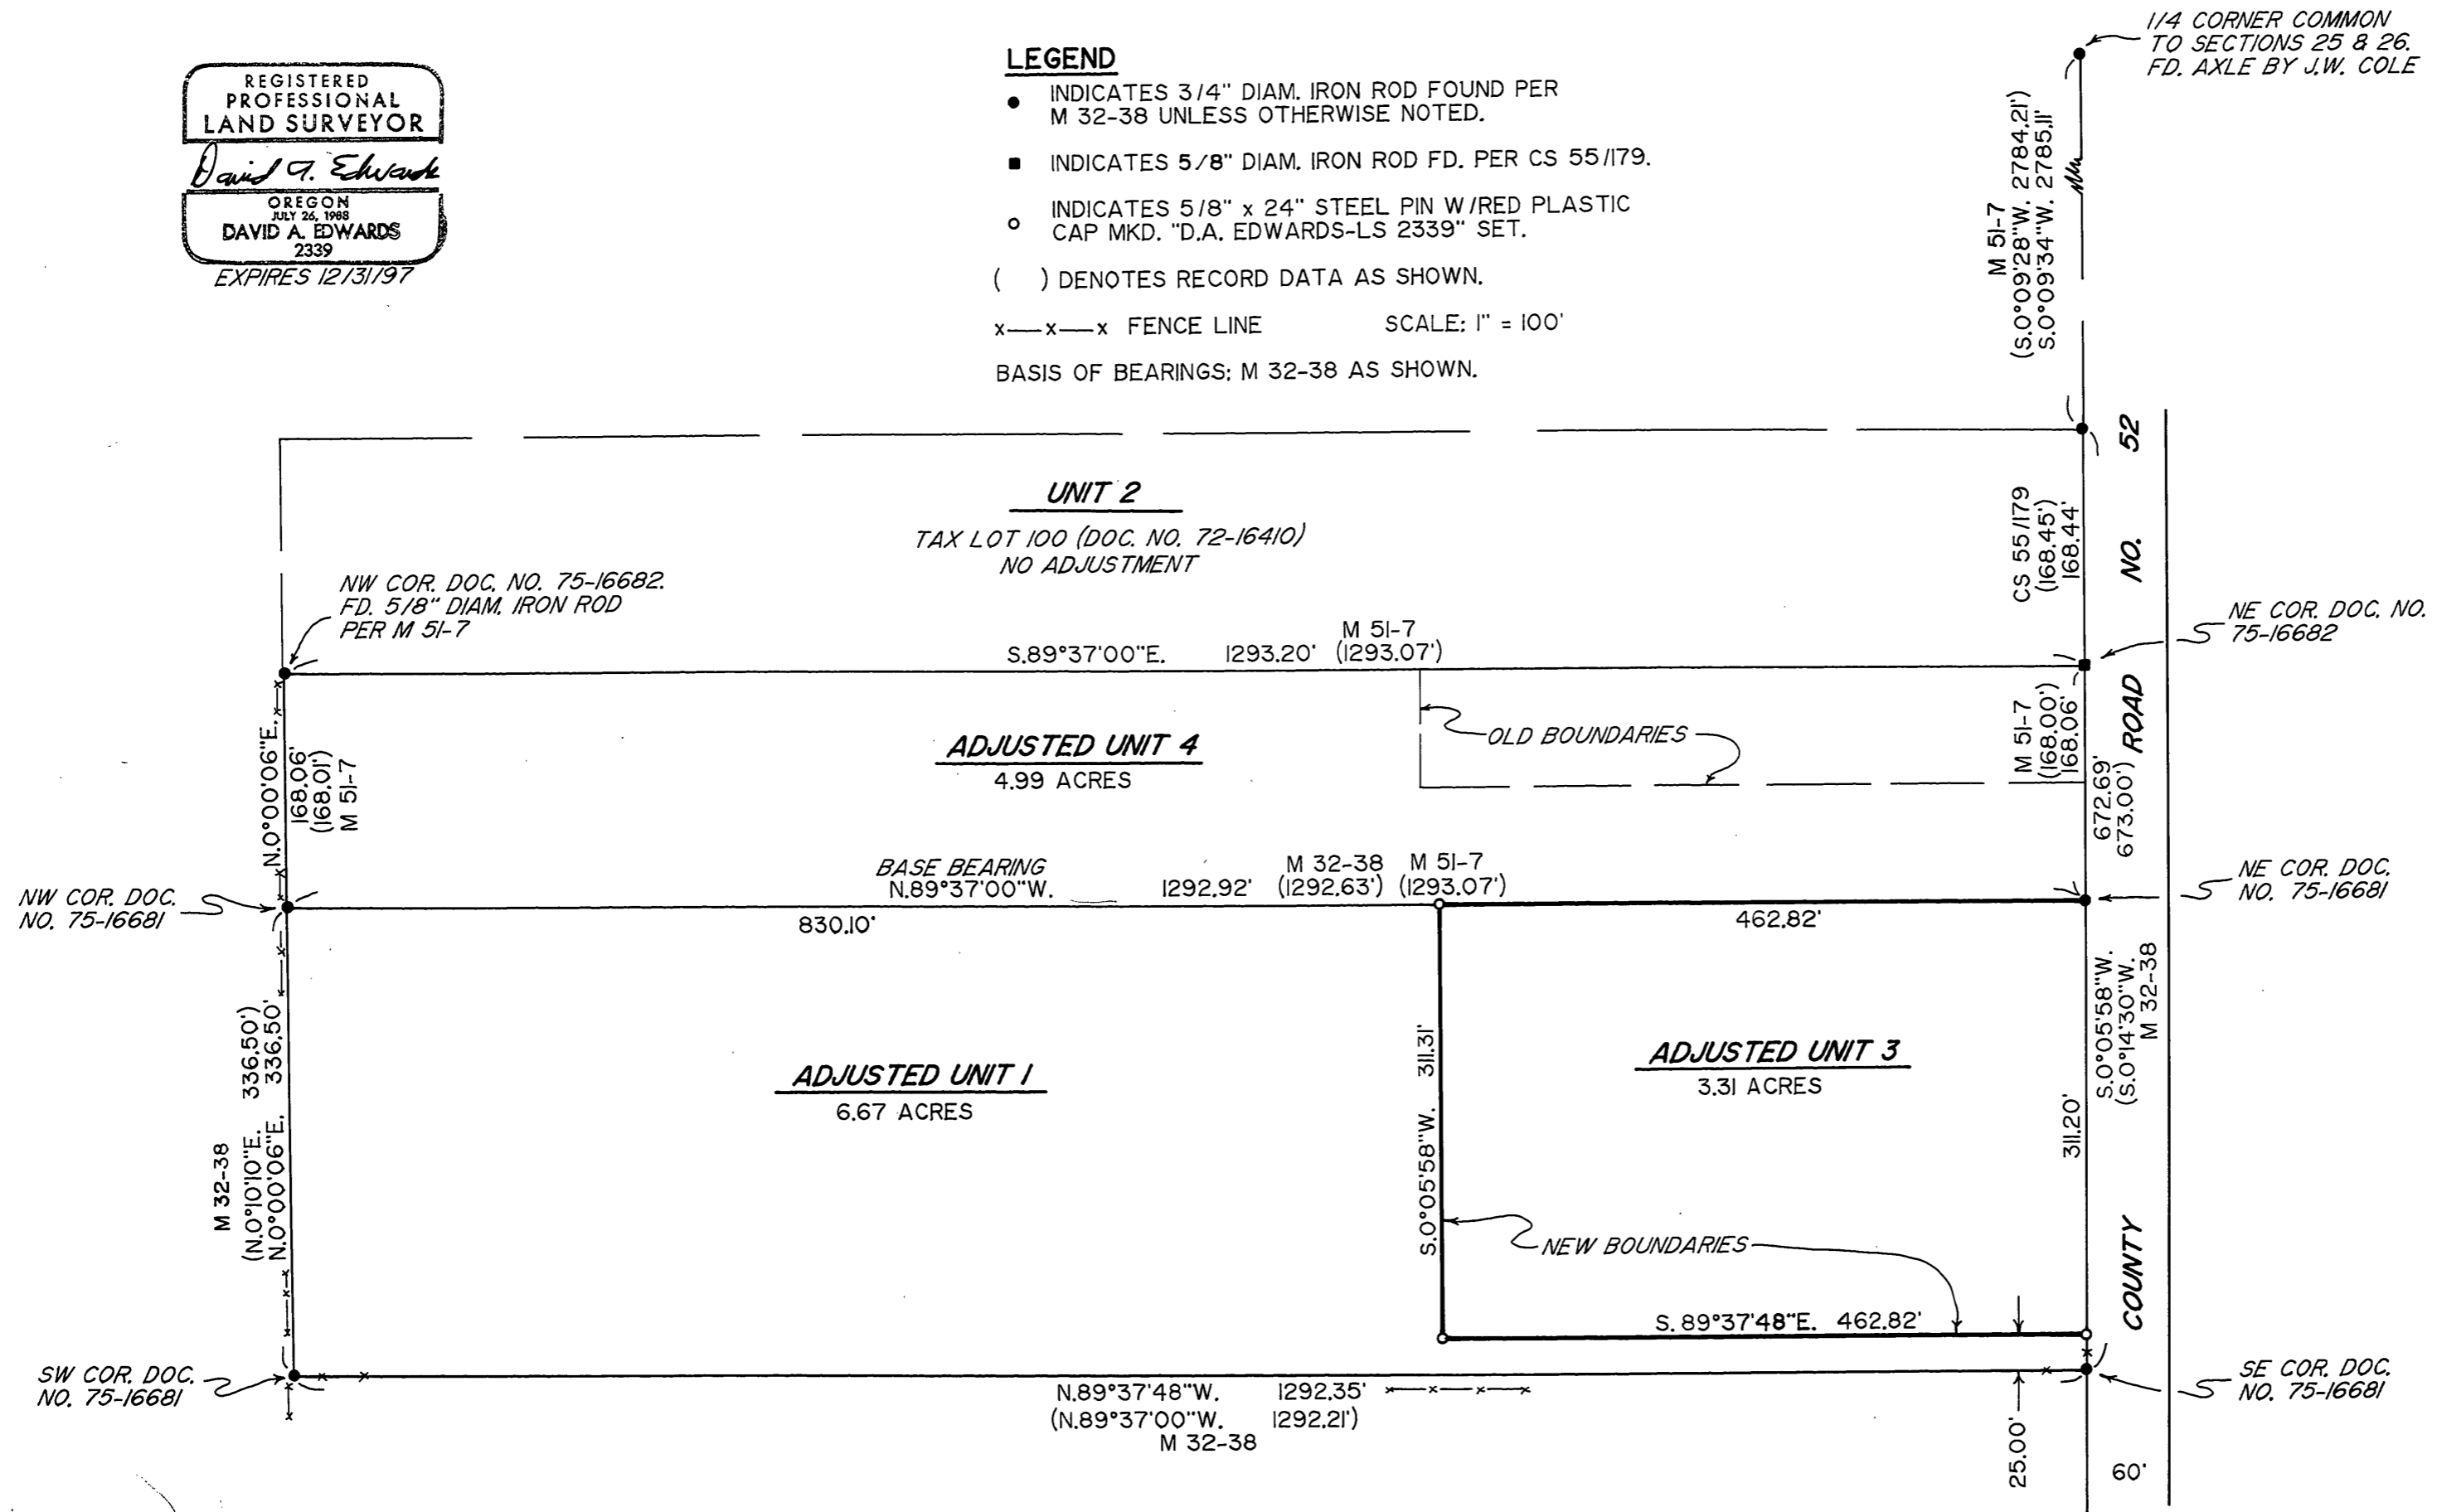 REGISTERED
PROFESSIONAL
LAND SURVEYOR
David A. Edwards
OREGON
JULY 26, 1988
DAVID A. EDWARDS
2339
EXPIRES 12/31/97
LEGEND
● INDICATES 3/4" DIAM. IRON ROD FOUND PER
M 32-38 UNLESS OTHERWISE NOTED.
■ INDICATES 5/8" DIAM. IRON ROD FD. PER CS 55/179.
○ INDICATES 5/8" x 24" STEEL PIN W/RED PLASTIC
CAP MKD. "D.A. EDWARDS-LS 2339" SET.
( ) DENOTES RECORD DATA AS SHOWN.
x—x—x FENCE LINE SCALE: 1" = 100'
BASIS OF BEARINGS: M 32-38 AS SHOWN.
1/4 CORNER COMMON
TO SECTIONS 25 & 26.
FD. AXLE BY J.W. COLE
M 51-7
(S.0°09'28"W. 2784.21')
S.0°09'34"W. 2785.11'
UNIT 2
TAX LOT 100 (DOC. NO. 72-16410)
NO ADJUSTMENT
CS 55/179
(168.45')
168.44'
COUNTY ROAD NO. 52
NW COR. DOC. NO. 75-16682.
FD. 5/8" DIAM. IRON ROD
PER M 51-7
NE COR. DOC. NO.
75-16682
M 51-7
S.89°37'00"E. 1293.20' (1293.07')
N.0°00'06"E.
168.06'
(168.01')
M 51-7
ADJUSTED UNIT 4
4.99 ACRES
OLD BOUNDARIES
M 51-7
(168.00')
168.06'
672.69'
673.00')
BASE BEARING
M 32-38 M 51-7
N.89°37'00"W. 1292.92' (1292.63') (1293.07')
NW COR. DOC.
NO. 75-16681
NE COR. DOC.
NO. 75-16681
830.10'
462.82'
M 32-38
(N.0°10'10"E. 336.50')
N.0°00'06"E. 336.50'
ADJUSTED UNIT 1
6.67 ACRES
S.0°05'58"W. 311.31'
ADJUSTED UNIT 3
3.31 ACRES
311.20'
S.0°05'58"W.
(S.0°14'30"W.
M 32-38
NEW BOUNDARIES
S. 89°37'48"E. 462.82'
SW COR. DOC.
NO. 75-16681
SE COR. DOC.
NO. 75-16681
N.89°37'48"W. 1292.35'
(N.89°37'00"W. 1292.21')
M 32-38
25.00'
60'